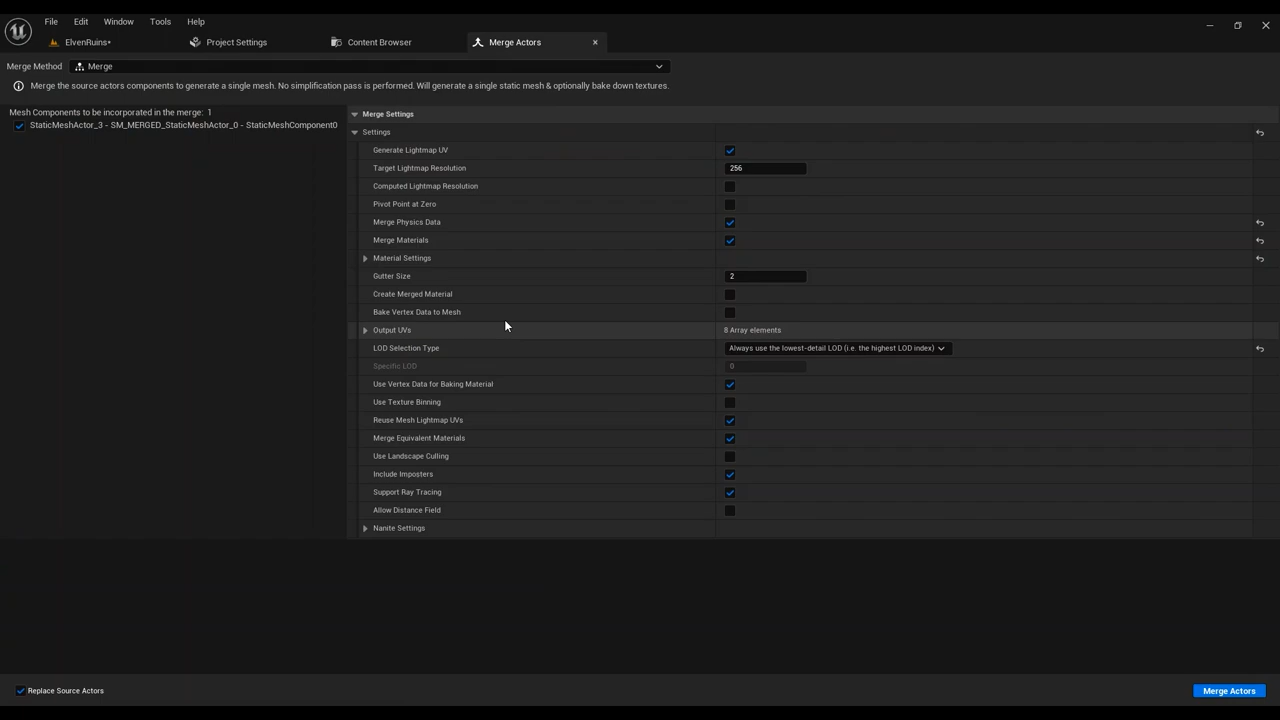 File Edit Window Tools Help
ElvenRuins* Project Settings Content Browser Merge Actors
Merge Method Merge
Merge the source actors components to generate a single mesh. No simplification pass is performed. Will generate a single static mesh & optionally bake down textures.
Mesh Components to be incorporated in the merge: 1
StaticMeshActor_3 - SM_MERGED_StaticMeshActor_0 - StaticMeshComponent0
Merge Settings
Settings
Generate Lightmap UV
Target Lightmap Resolution 256
Computed Lightmap Resolution
Pivot Point at Zero
Merge Physics Data
Merge Materials
Material Settings
Gutter Size 2
Create Merged Material
Bake Vertex Data to Mesh
Output UVs 8 Array elements
LOD Selection Type Always use the lowest-detail LOD (i.e. the highest LOD index)
Specific LOD 0
Use Vertex Data for Baking Material
Use Texture Binning
Reuse Mesh Lightmap UVs
Merge Equivalent Materials
Use Landscape Culling
Include Imposters
Support Ray Tracing
Allow Distance Field
Nanite Settings
Replace Source Actors Merge Actors